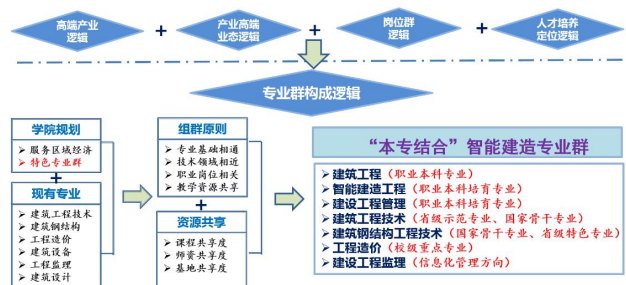 高端产业
逻辑
+
产业高端
业态逻辑
+
岗位群
逻辑
+
人才培养
定位逻辑
专业群构成逻辑
学院规划
➢ 服务区域经济
➢ 特色专业群
+
现有专业
➢ 建筑工程技术
➢ 建筑钢结构
➢ 工程造价
➢ 建筑设备
➢ 工程监理
➢ 建筑设计
组群原则
➢ 专业基础相通
➢ 技术领域相近
➢ 职业岗位相关
➢ 教学资源共享
+
资源共享
➢ 课程共享度
➢ 师资共享度
➢ 基地共享度
“本专结合”智能建造专业群
➢建筑工程（职业本科专业）
➢智能建造工程（职业本科培育专业）
➢建设工程管理（职业本科培育专业）
➢建筑工程技术（省级示范专业、国家骨干专业）
➢建筑钢结构工程技术（国家骨干专业、省级特色专业）
➢工程造价（校级重点专业）
➢建设工程监理（信息化管理方向）